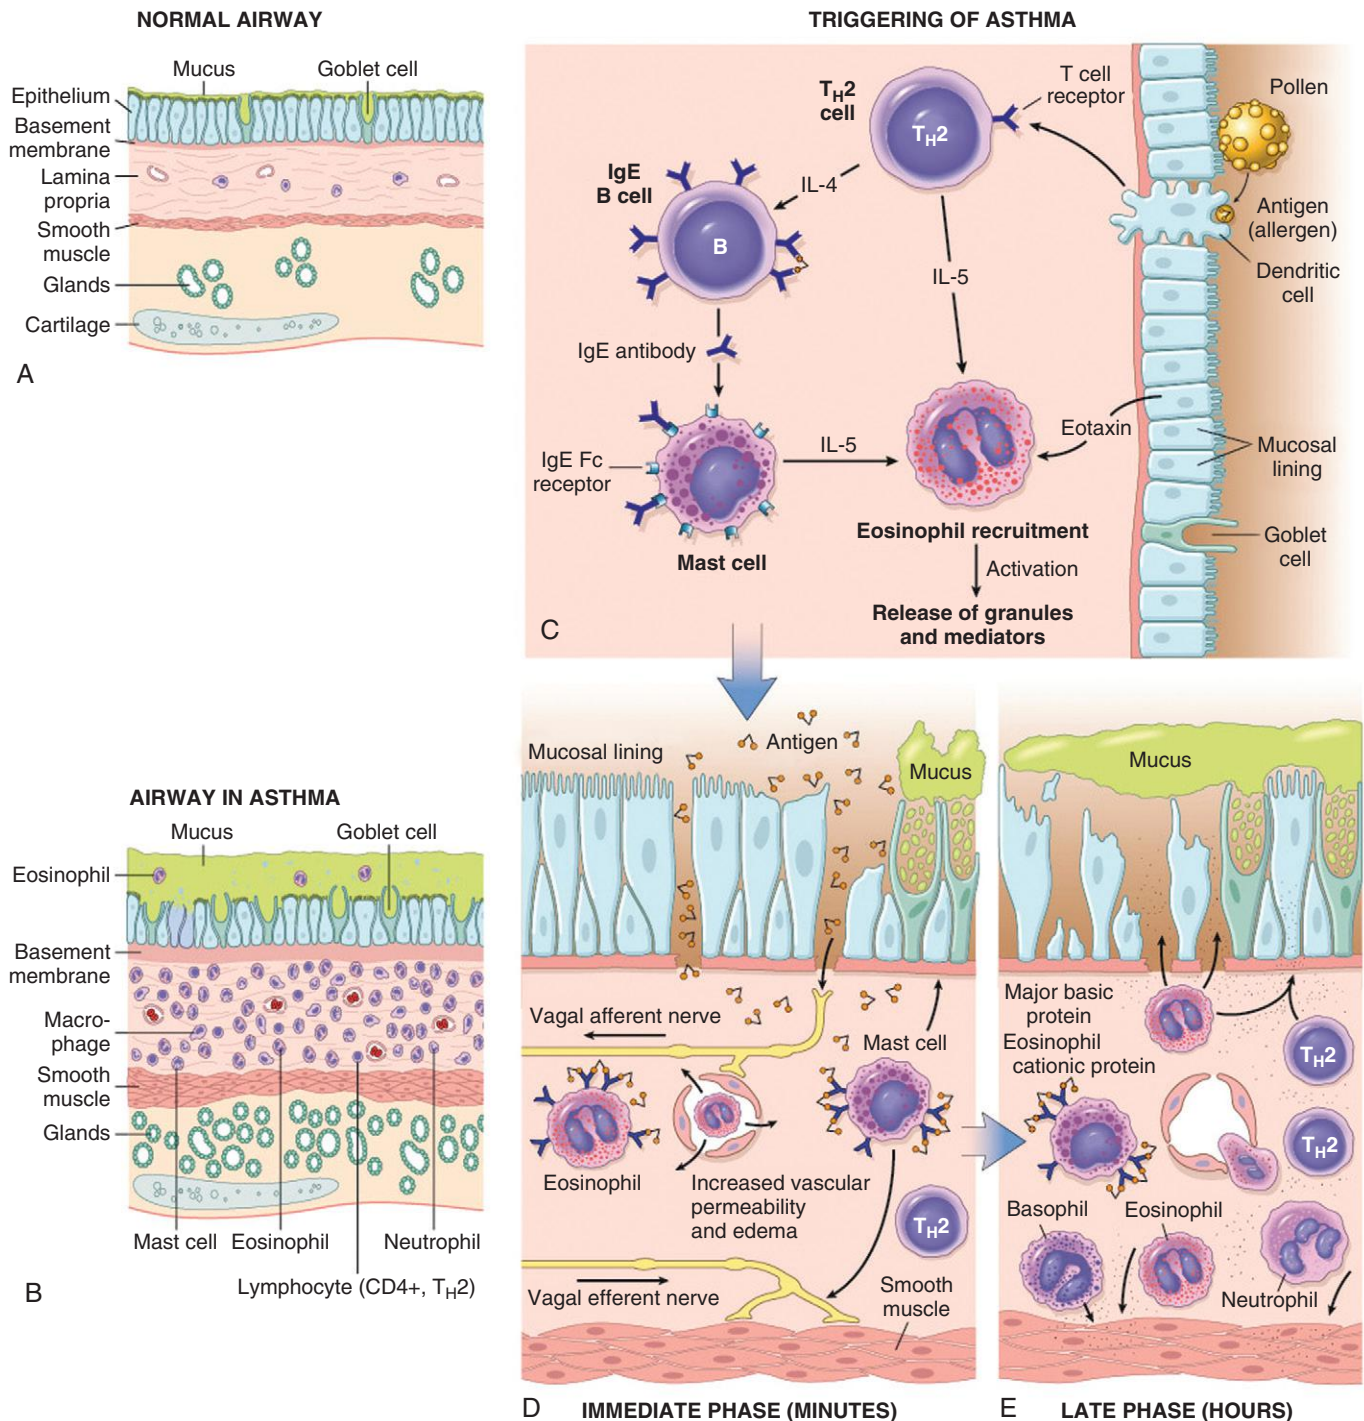 NORMAL AIRWAY
Mucus
Goblet cell
Epithelium
Basement
membrane
Lamina
propria
Smooth
muscle
Glands
Cartilage
A
AIRWAY IN ASTHMA
Mucus
Goblet cell
Eosinophil
Basement
membrane
Macro-
phage
Smooth
muscle
Glands
Mast cell
Eosinophil
Neutrophil
Lymphocyte (CD4+, TH2)
B
TRIGGERING OF ASTHMA
TH2
cell
TH2
T cell
receptor
Pollen
IgE
B cell
IL-4
B
Antigen
(allergen)
Dendritic
cell
IL-5
IgE antibody
Eotaxin
Mucosal
lining
IgE Fc
receptor
IL-5
Mast cell
Eosinophil recruitment
Activation
Release of granules
and mediators
Goblet
cell
C
Mucosal lining
Antigen
Mucus
Vagal afferent nerve
Mast cell
Eosinophil
Increased vascular
permeability
and edema
TH2
Vagal efferent nerve
Smooth
muscle
D
IMMEDIATE PHASE (MINUTES)
Mucus
Major basic
protein
Eosinophil
cationic protein
TH2
TH2
Basophil
Eosinophil
Neutrophil
E
LATE PHASE (HOURS)